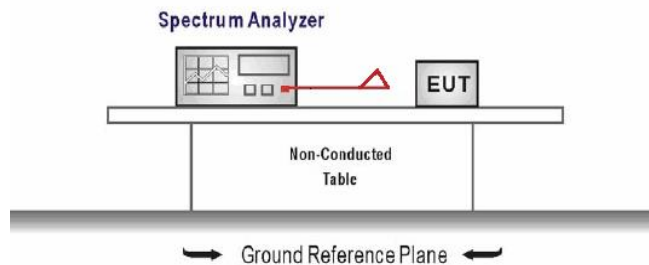 Spectrum Analyzer
EUT
Non-Conducted
Table
Ground Reference Plane